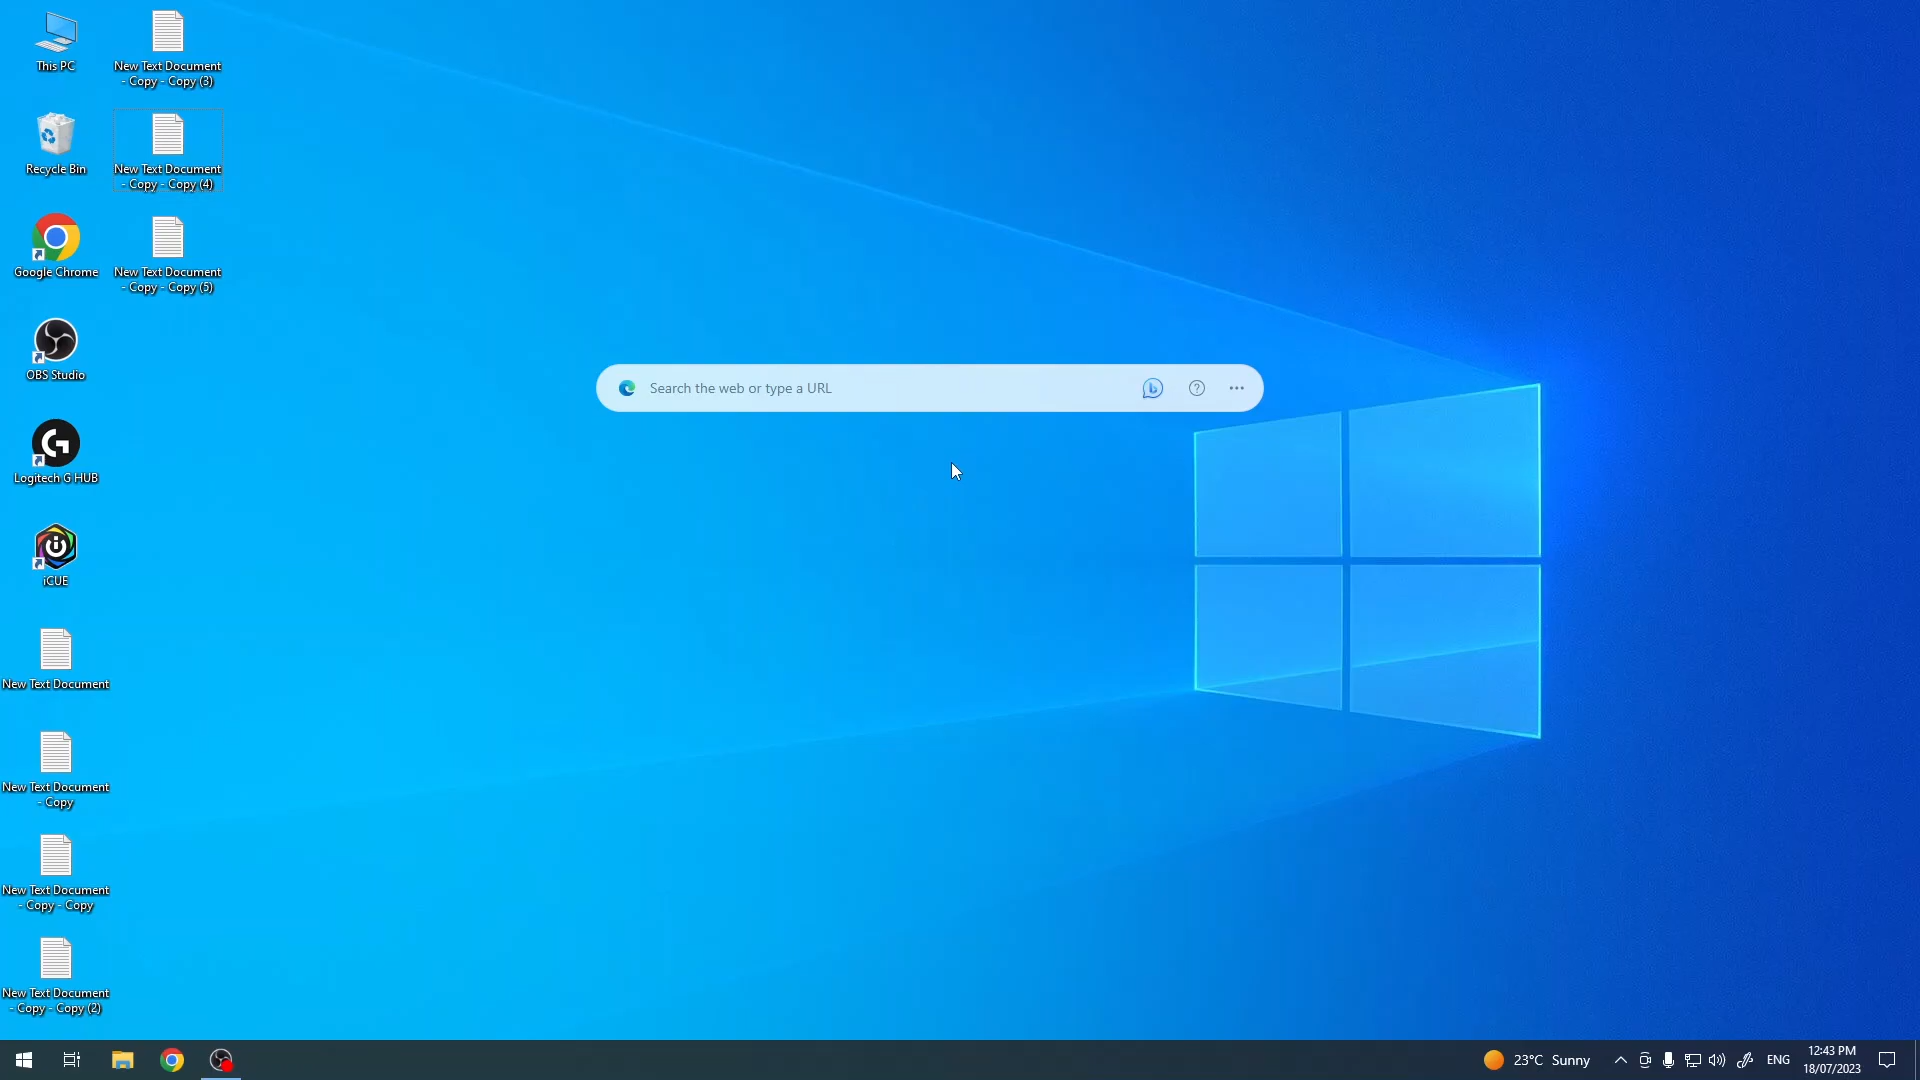 This PC
New Text Document
- Copy - Copy (3)
Recycle Bin
New Text Document
- Copy - Copy (4)
Google Chrome
New Text Document
- Copy - Copy (5)
OBS Studio
Search the web or type a URL
Logitech G HUB
iCUE
New Text Document
New Text Document
- Copy
New Text Document
- Copy - Copy
New Text Document
- Copy - Copy (2)
23°C Sunny
ENG
12:43 PM
18/07/2023